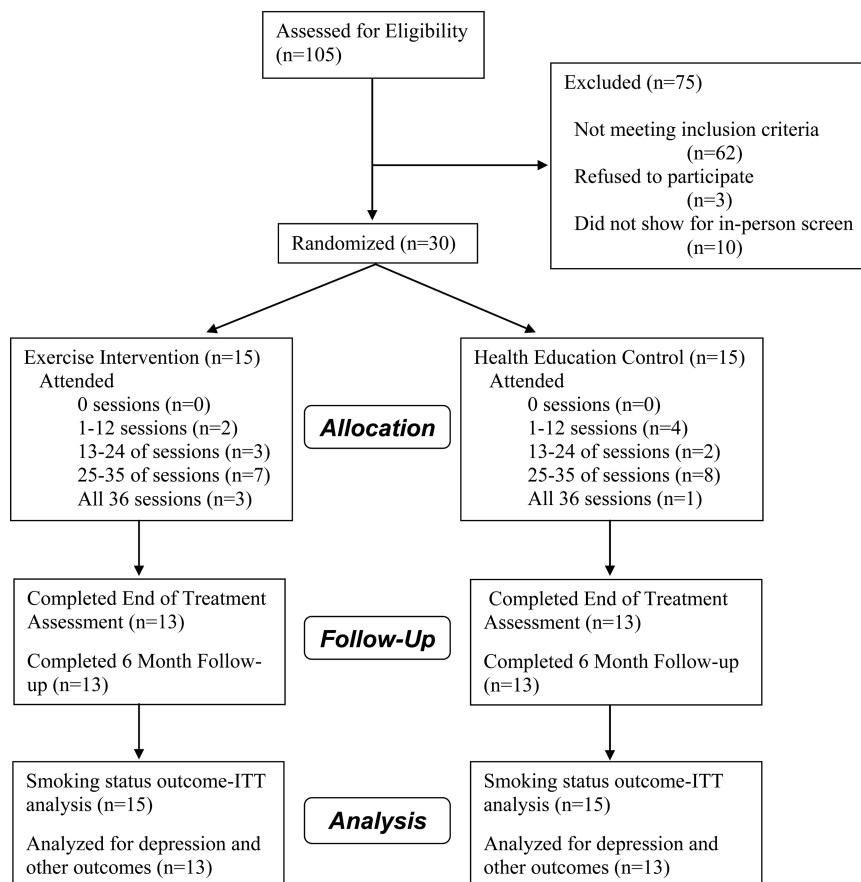 Assessed for Eligibility
(n=105)
Excluded (n=75)
Not meeting inclusion criteria
(n=62)
Refused to participate
(n=3)
Did not show for in-person screen
(n=10)
Randomized (n=30)
Exercise Intervention (n=15)
Attended
0 sessions (n=0)
1-12 sessions (n=2)
13-24 of sessions (n=3)
25-35 of sessions (n=7)
All 36 sessions (n=3)
Allocation
Health Education Control (n=15)
Attended
0 sessions (n=0)
1-12 sessions (n=4)
13-24 of sessions (n=2)
25-35 of sessions (n=8)
All 36 sessions (n=1)
Completed End of Treatment
Assessment (n=13)
Completed 6 Month Follow-
up (n=13)
Follow-Up
Completed End of Treatment
Assessment (n=13)
Completed 6 Month Follow-up
(n=13)
Smoking status outcome-ITT
analysis (n=15)
Analyzed for depression and
other outcomes (n=13)
Analysis
Smoking status outcome-ITT
analysis (n=15)
Analyzed for depression and
other outcomes (n=13)